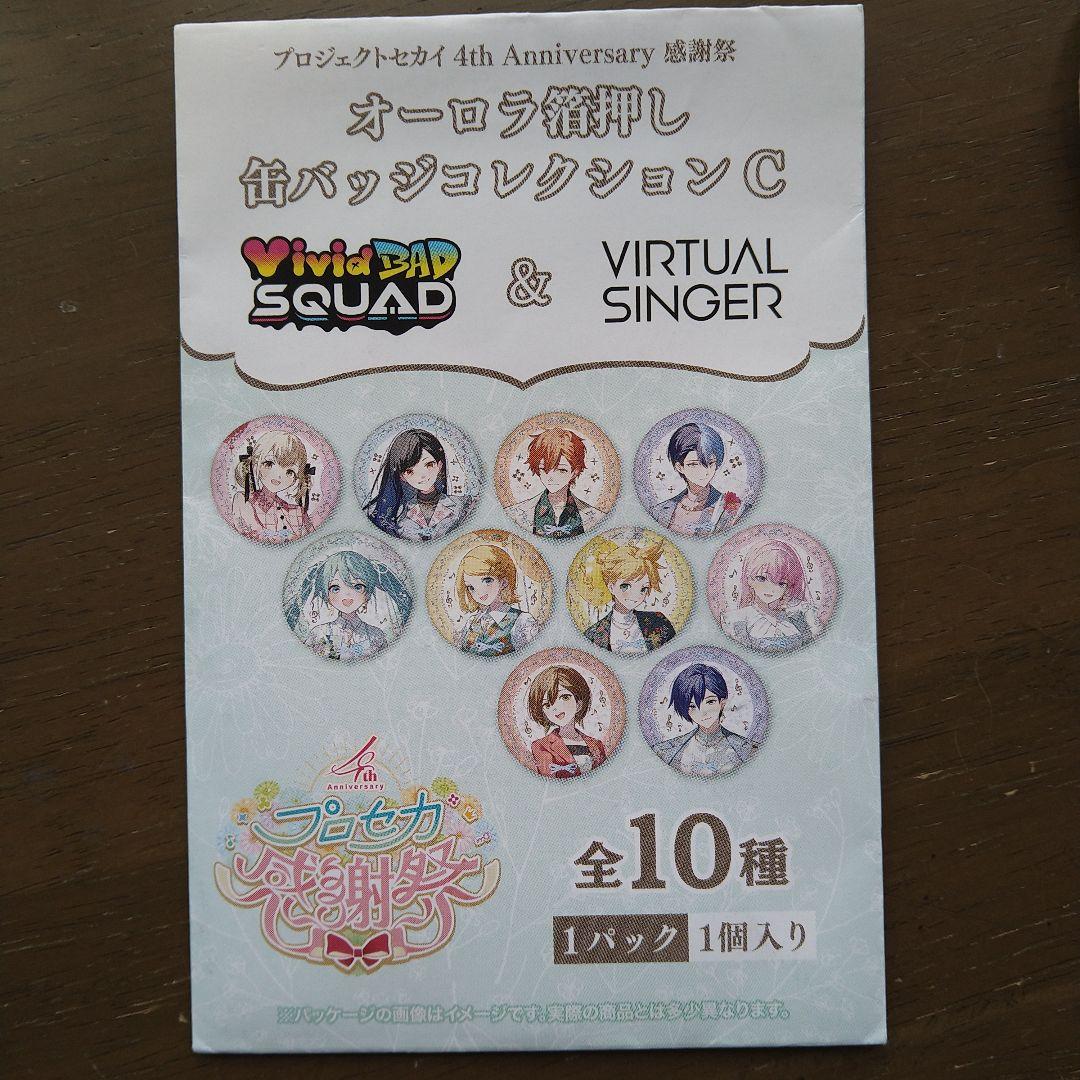 プロジェクトセカイ 4th Anniversary 感謝祭
オーロラ箔押し
缶バッジコレクション C
Vivid BAD
SQUAD
&
VIRTUAL
SINGER
4th
Anniversary
プロセカ
感謝祭
全10種
1パック 1個入り
※パッケージの画像はイメージです。実際の商品とは多少異なります。